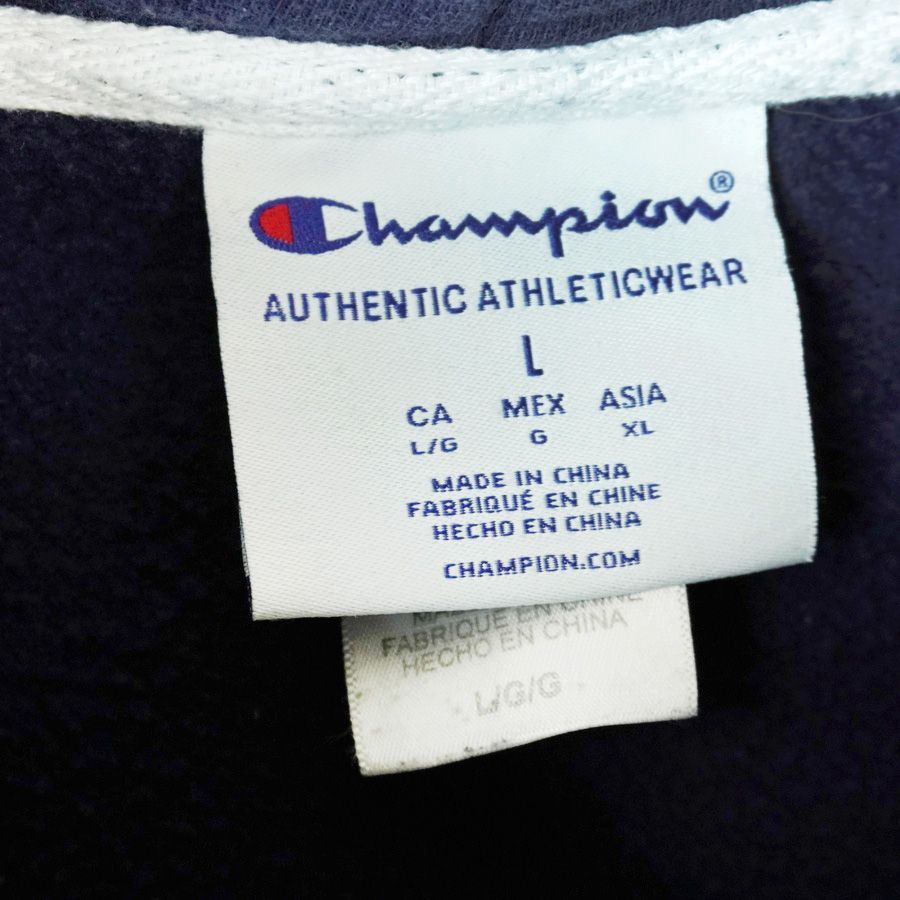 Champion®
AUTHENTIC ATHLETICWEAR
L
CA MEX ASIA
L/G G XL
MADE IN CHINA
FABRIQUÉ EN CHINE
HECHO EN CHINA
CHAMPION.COM
FABRIQUE EN CHINE
HECHO EN CHINA
L/G/G